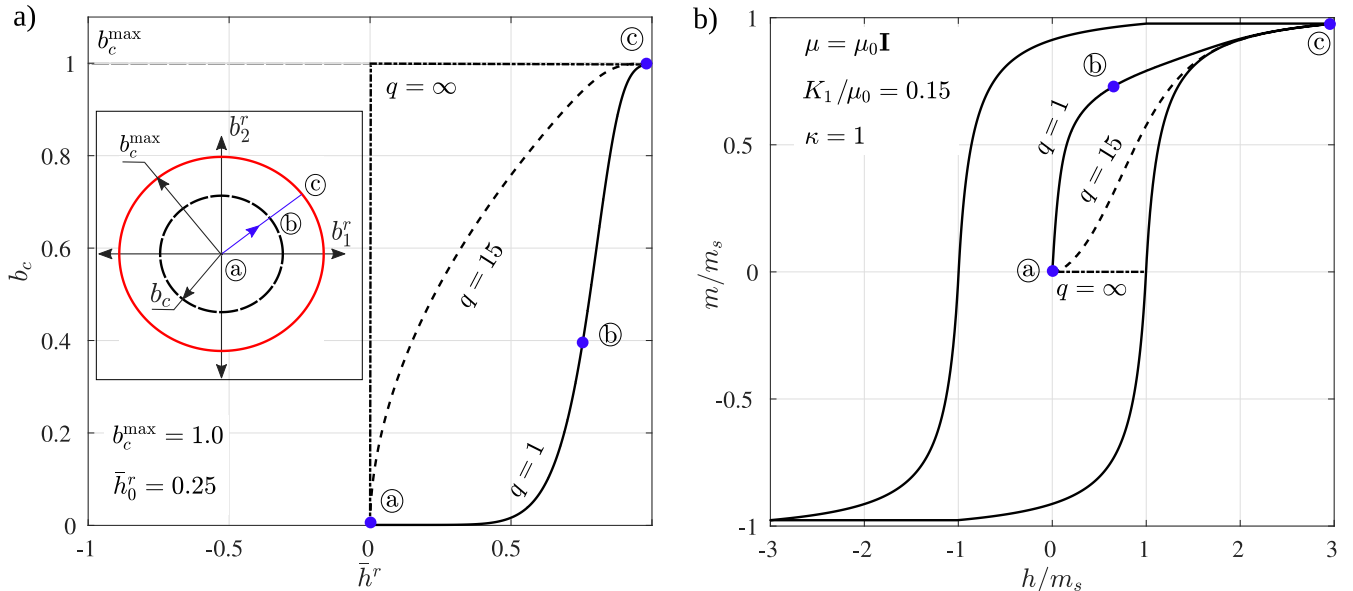 a)
b_c^max
ⓒ
1
q = ∞
0.8
b_2^r
b_c^max
ⓒ
ⓑ
b_1^r
0.6
ⓐ
b_c
b_c
q = 15
0.4
ⓑ
0.2
b_c^max = 1.0
q = 1
h̄_0^r = 0.25
ⓐ
0
-1
-0.5
0
0.5
h̄^r
b)
1
μ = μ_0 𝐈
ⓒ
ⓑ
K_1/μ_0 = 0.15
κ = 1
q = 1
0.5
q = 15
m/m_s
0
ⓐ
q = ∞
-0.5
-1
-3
-2
-1
0
1
2
3
h/m_s